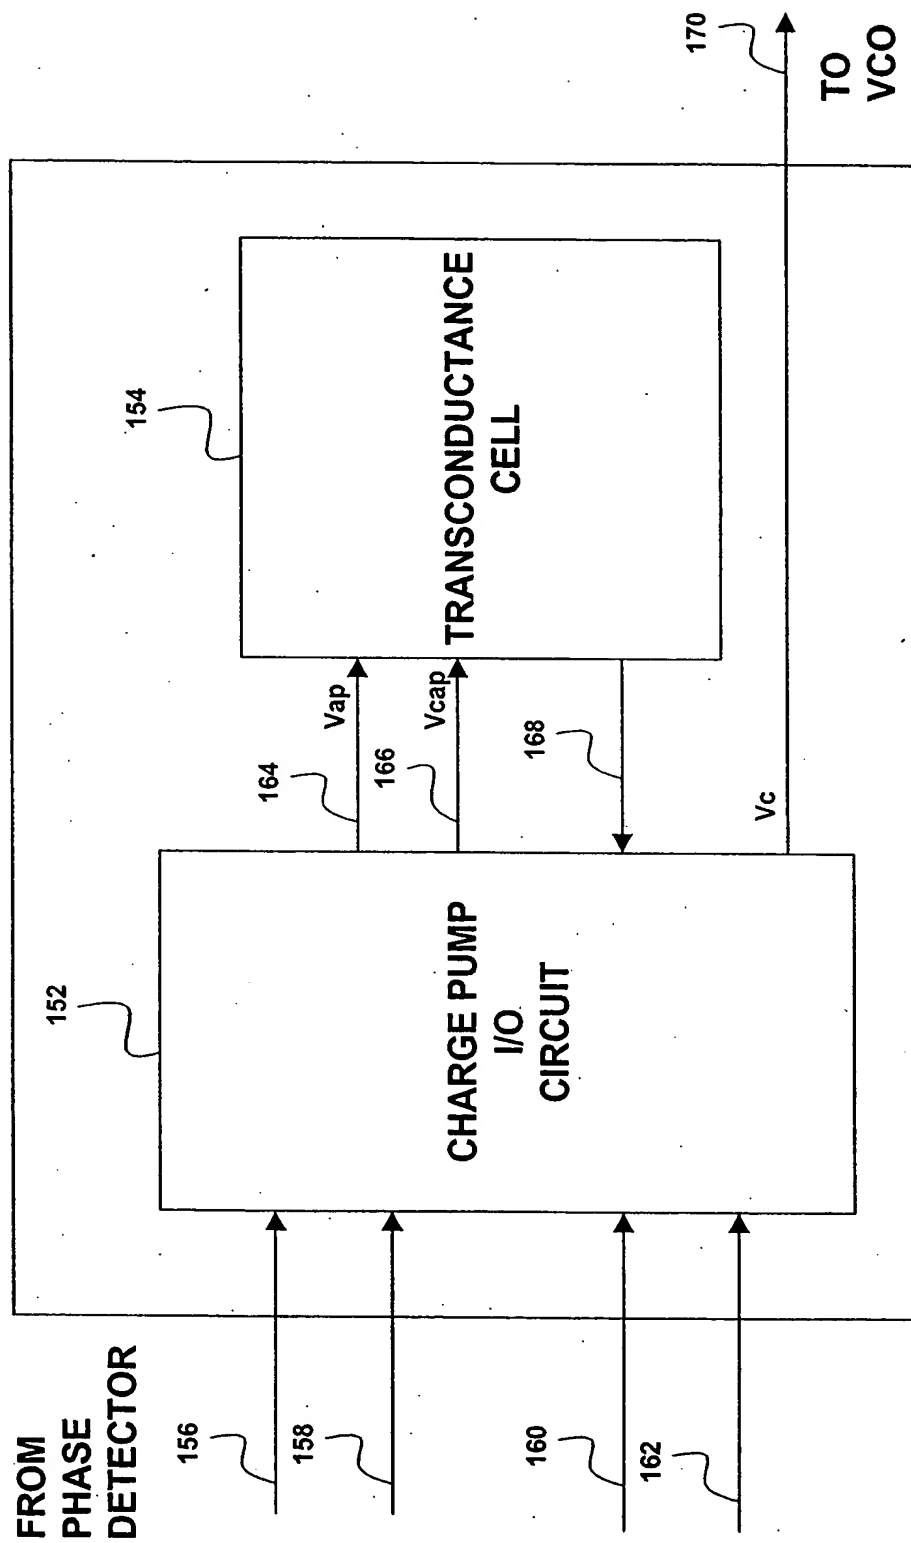 FROM
PHASE
DETECTOR
156
158
160
162
152
CHARGE PUMP
I/O
CIRCUIT
164
Vap
166
Vcap
168
Vc
154
TRANSCONDUCTANCE
CELL
170
TO
VCO